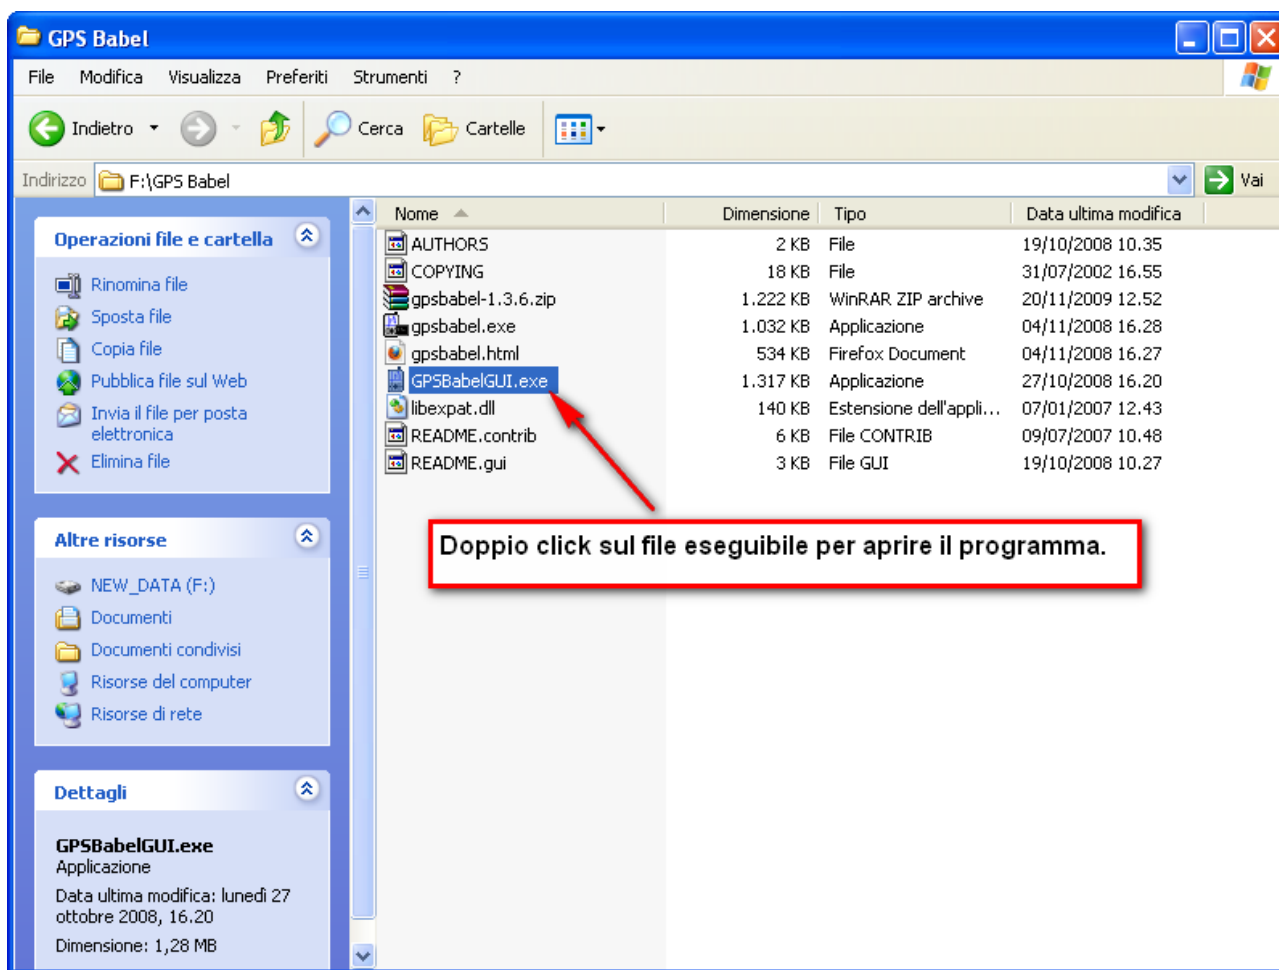 GPS Babel
File Modifica Visualizza Preferiti Strumenti ?
Indietro Cerca Cartelle
Indirizzo F:\GPS Babel Vai
Operazioni file e cartella
Rinomina file
Sposta file
Copia file
Pubblica file sul Web
Invia il file per posta
elettronica
Elimina file
Altre risorse
NEW_DATA (F:)
Documenti
Documenti condivisi
Risorse del computer
Risorse di rete
Dettagli
GPSBabelGUI.exe
Applicazione
Data ultima modifica: lunedì 27
ottobre 2008, 16.20
Dimensione: 1,28 MB
Nome Dimensione Tipo Data ultima modifica
AUTHORS 2 KB File 19/10/2008 10.35
COPYING 18 KB File 31/07/2002 16.55
gpsbabel-1.3.6.zip 1.222 KB WinRAR ZIP archive 20/11/2009 12.52
gpsbabel.exe 1.032 KB Applicazione 04/11/2008 16.28
gpsbabel.html 534 KB Firefox Document 04/11/2008 16.27
GPSBabelGUI.exe 1.317 KB Applicazione 27/10/2008 16.20
libexpat.dll 140 KB Estensione dell'appli... 07/01/2007 12.43
README.contrib 6 KB File CONTRIB 09/07/2007 10.48
README.gui 3 KB File GUI 19/10/2008 10.27
Doppio click sul file eseguibile per aprire il programma.